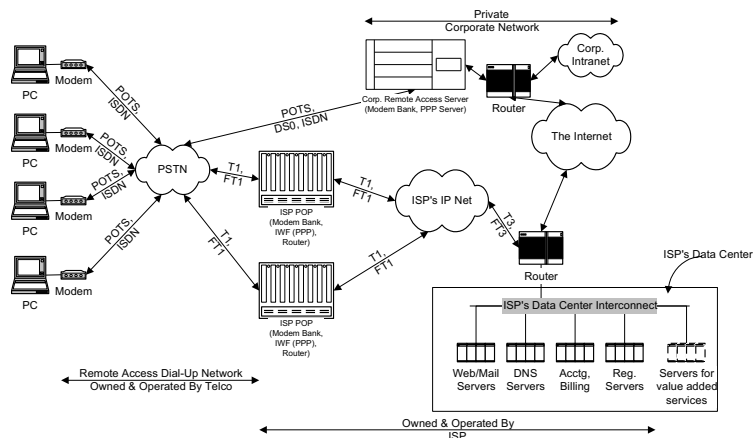 Private
Corporate Network
Corp.
Intranet
Corp. Remote Access Server
(Modem Bank, PPP Server)
Router
The Internet
PC
Modem
POTS,
ISDN
PC
Modem
POTS,
ISDN
PC
Modem
POTS,
ISDN
PC
Modem
POTS,
ISDN
PSTN
POTS,
DS0, ISDN
T1,
FT1
T1,
FT1
ISP POP
(Modem Bank,
IWF (PPP),
Router)
ISP POP
(Modem Bank,
IWF (PPP),
Router)
T1,
FT1
T1,
FT1
ISP's IP Net
T3,
FT3
Router
ISP's Data Center
ISP's Data Center Interconnect
Web/Mail
Servers
DNS
Servers
Acctg,
Billing
Reg.
Servers
Servers for
value added
services
Remote Access Dial-Up Network
Owned & Operated By Telco
Owned & Operated By
ISP